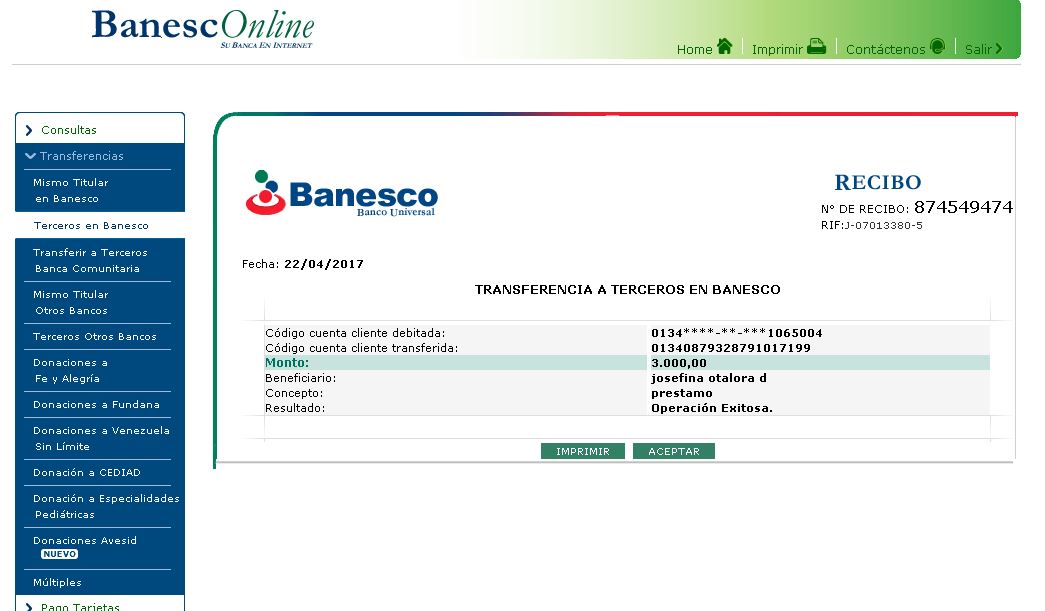 BanescOnline
SU BANCA EN INTERNET
Home Imprimir Contáctenos Salir
Consultas
Transferencias
Mismo Titular
en Banesco
Terceros en Banesco
Transferir a Terceros
Banca Comunitaria
Mismo Titular
Otros Bancos
Terceros Otros Bancos
Donaciones a
Fe y Alegría
Donaciones a Fundana
Donaciones a Venezuela
Sin Límite
Donación a CEDIAD
Donación a Especialidades
Pediátricas
Donaciones Avesid
NUEVO
Múltiples
Pago Tarjetas
Banesco
Banco Universal
RECIBO
N° DE RECIBO: 874549474
RIF:J-07013380-5
Fecha: 22/04/2017
TRANSFERENCIA A TERCEROS EN BANESCO
Código cuenta cliente debitada: 0134****-**-***1065004
Código cuenta cliente transferida: 01340879328791017199
Monto: 3.000,00
Beneficiario: josefina otalora d
Concepto: prestamo
Resultado: Operación Exitosa.
IMPRIMIR ACEPTAR